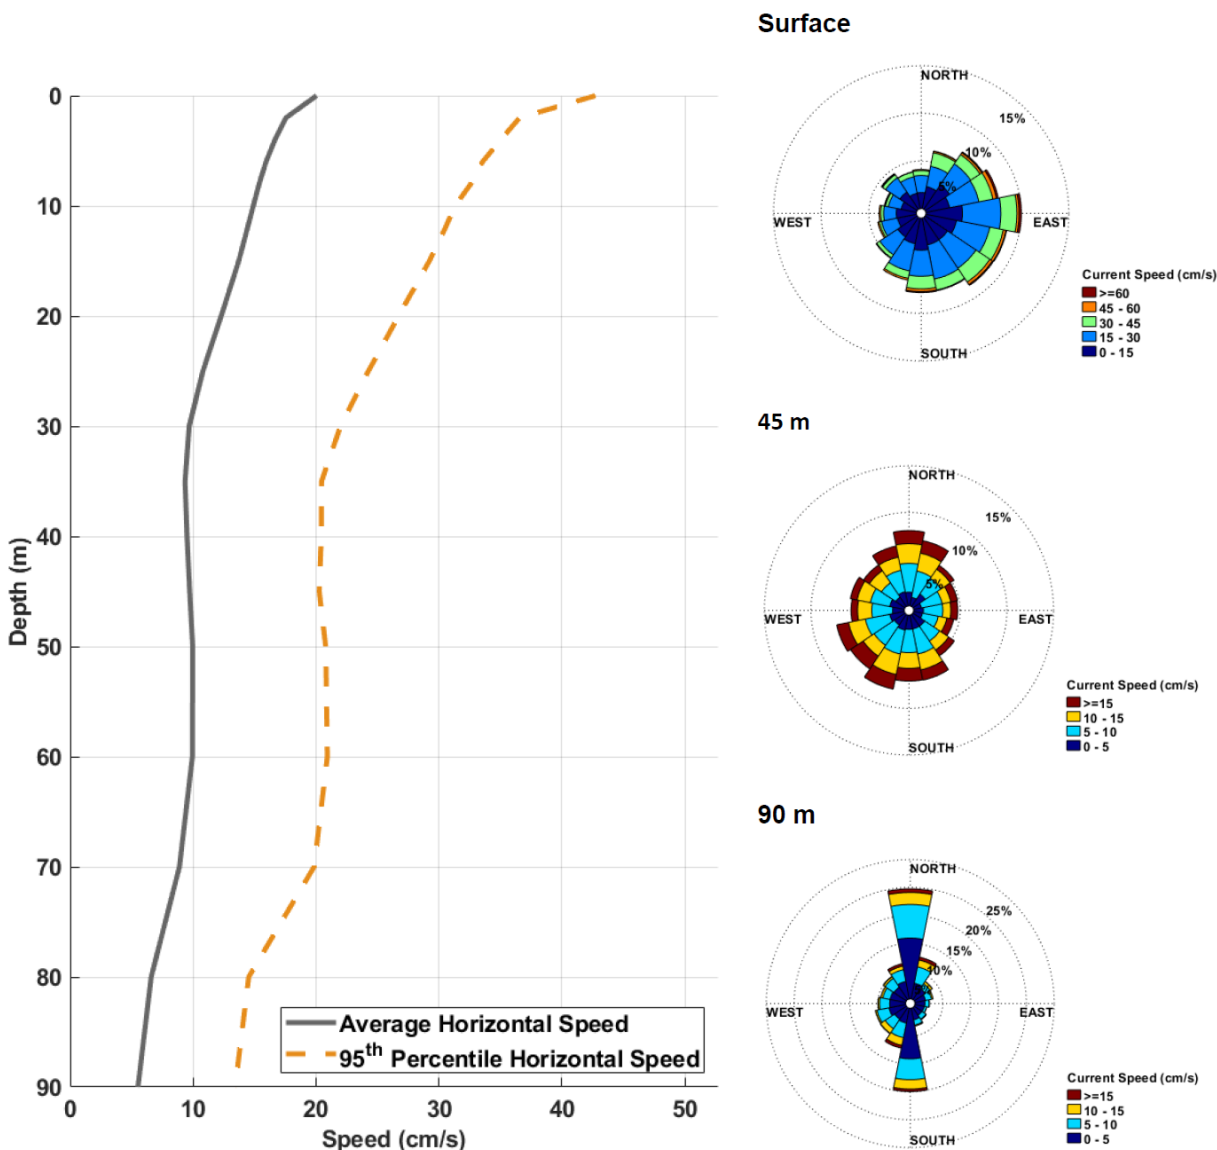 Surface
0
10
20
30
40
50
60
70
80
90
Depth (m)
0
10
20
30
40
50
Speed (cm/s)
Average Horizontal Speed
95th Percentile Horizontal Speed
NORTH
15%
10%
5%
WEST
EAST
SOUTH
Current Speed (cm/s)
>=60
45 - 60
30 - 45
15 - 30
0 - 15
45 m
NORTH
15%
10%
5%
WEST
EAST
SOUTH
Current Speed (cm/s)
>=15
10 - 15
5 - 10
0 - 5
90 m
NORTH
25%
20%
15%
10%
WEST
EAST
SOUTH
Current Speed (cm/s)
>=15
10 - 15
5 - 10
0 - 5